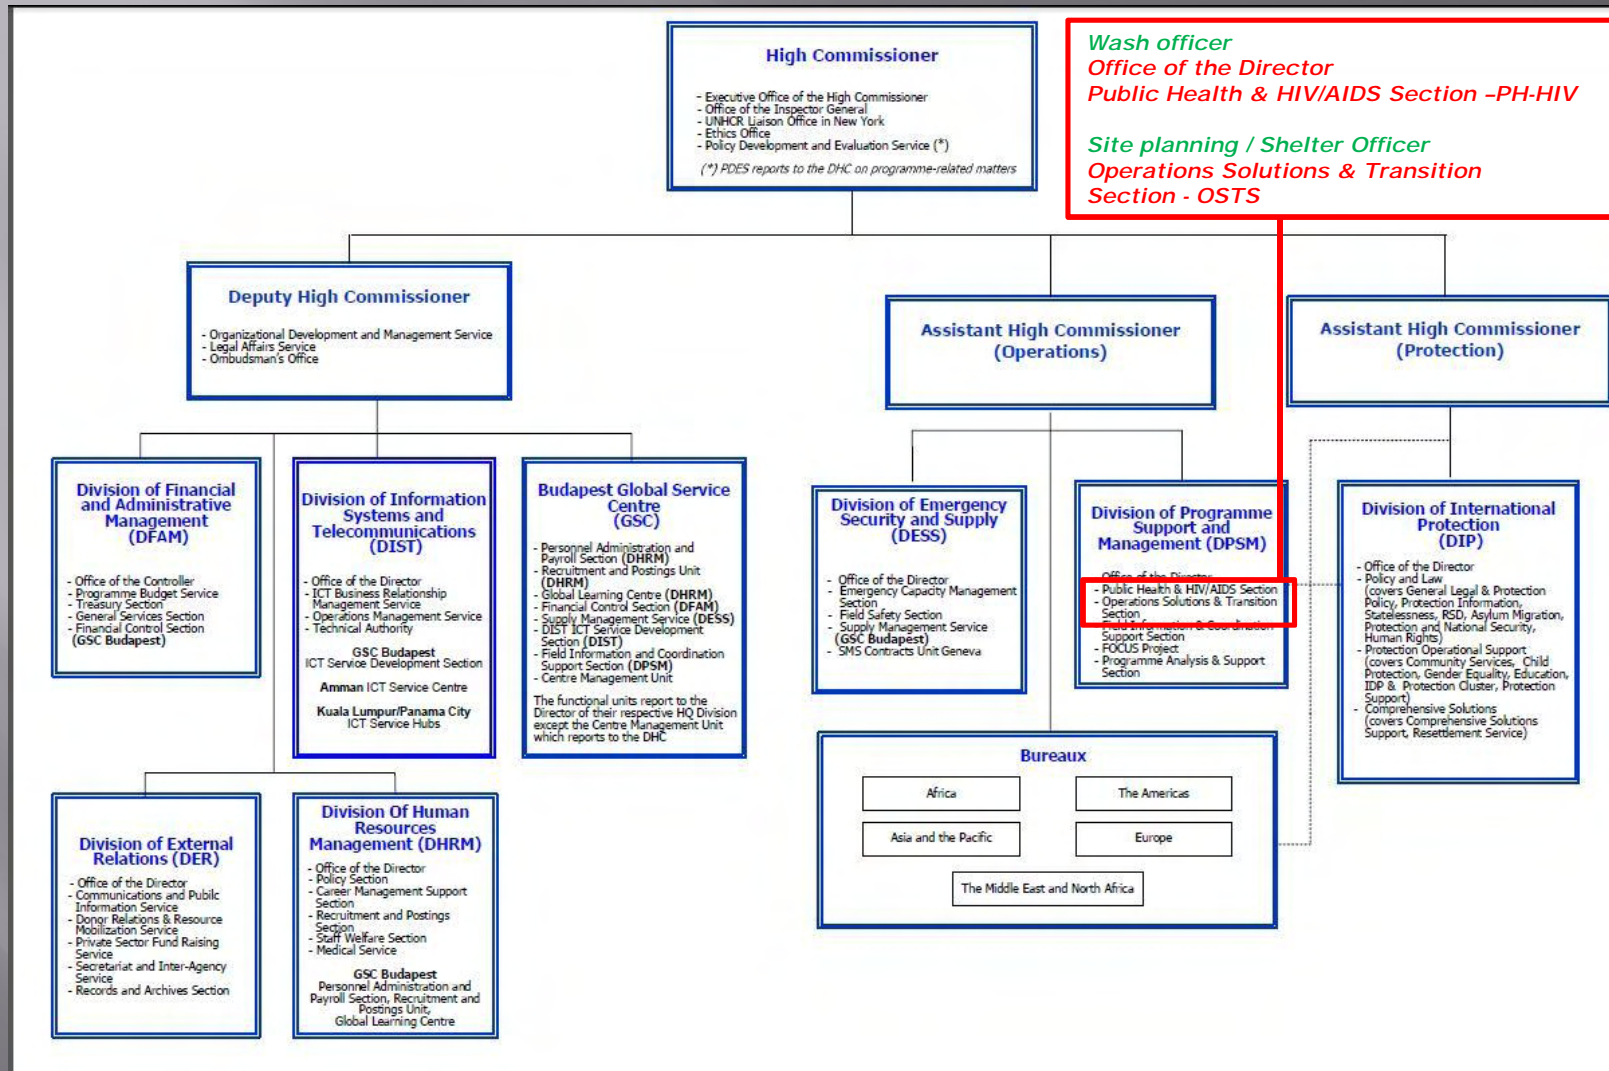 High Commissioner
- Executive Office of the High Commissioner
- Office of the Inspector General
- UNHCR Liaison Office in New York
- Ethics Office
- Policy Development and Evaluation Service (*)
(*) PDES reports to the DHC on programme-related matters
Wash officer
Office of the Director
Public Health & HIV/AIDS Section –PH-HIV
Site planning / Shelter Officer
Operations Solutions & Transition
Section - OSTS
Deputy High Commissioner
- Organizational Development and Management Service
- Legal Affairs Service
- Ombudsman's Office
Assistant High Commissioner
(Operations)
Assistant High Commissioner
(Protection)
Division of Financial
and Administrative
Management
(DFAM)
- Office of the Controller
- Programme Budget Service
- Treasury Section
- General Services Section
- Financial Control Section
(GSC Budapest)
Division of Information
Systems and
Telecommunications
(DIST)
- Office of the Director
- ICT Business Relationship
Management Service
- Operations Management Service
- Technical Authority
GSC Budapest
ICT Service Development Section
Amman ICT Service Centre
Kuala Lumpur/Panama City
ICT Service Hubs
Budapest Global Service
Centre
(GSC)
- Personnel Administration and
Payroll Section (DHRM)
- Recruitment and Postings Unit
(DHRM)
- Global Learning Centre (DHRM)
- Financial Control Section (DFAM)
- Supply Management Service (DESS)
- DIST ICT Service Development
Section (DIST)
- Field Information and Coordination
Support Section (DPSM)
- Centre Management Unit
The functional units report to the
Director of their respective HQ Division
except the Centre Management Unit
which reports to the DHC
Division of Emergency
Security and Supply
(DESS)
- Office of the Director
- Emergency Capacity Management
Section
- Field Safety Section
- Supply Management Service
(GSC Budapest)
- SMS Contracts Unit Geneva
Division of Programme
Support and
Management (DPSM)
- Office of the Director
- Public Health & HIV/AIDS Section
- Operations Solutions & Transition
Section
- Field Information & Coordination
Support Section
- FOCUS Project
- Programme Analysis & Support
Section
Division of International
Protection
(DIP)
- Office of the Director
- Policy and Law
(covers General Legal & Protection
Policy, Protection Information,
Statelessness, RSD, Asylum Migration,
Protection and National Security,
Human Rights)
- Protection Operational Support
(covers Community Services, Child
Protection, Gender Equality, Education,
IDP & Protection Cluster, Protection
Support)
- Comprehensive Solutions
(covers Comprehensive Solutions
Support, Resettlement Service)
Bureaux
Africa
The Americas
Asia and the Pacific
Europe
The Middle East and North Africa
Division of External
Relations (DER)
- Office of the Director
- Communications and Public
Information Service
- Donor Relations & Resource
Mobilization Service
- Private Sector Fund Raising
Service
- Secretariat and Inter-Agency
Service
- Records and Archives Section
Division Of Human
Resources
Management (DHRM)
- Office of the Director
- Policy Section
- Career Management Support
Section
- Recruitment and Postings
Section
- Staff Welfare Section
- Medical Service
GSC Budapest
Personnel Administration and
Payroll Section, Recruitment and
Postings Unit,
Global Learning Centre